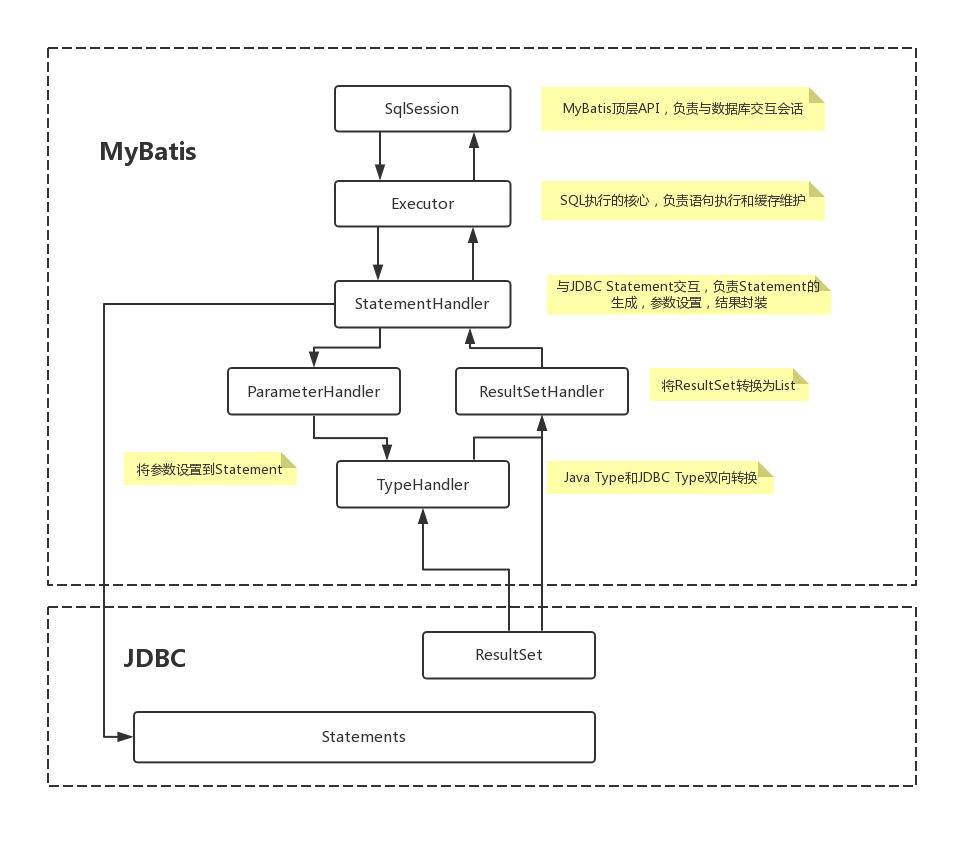 SqlSession
MyBatis顶层API，负责与数据库交互会话
MyBatis
Executor
SQL执行的核心，负责语句执行和缓存维护
StatementHandler
与JDBC Statement交互，负责Statement的
生成，参数设置，结果封装
ParameterHandler
ResultSetHandler
将ResultSet转换为List
将参数设置到Statement
TypeHandler
Java Type和JDBC Type双向转换
JDBC
ResultSet
Statements